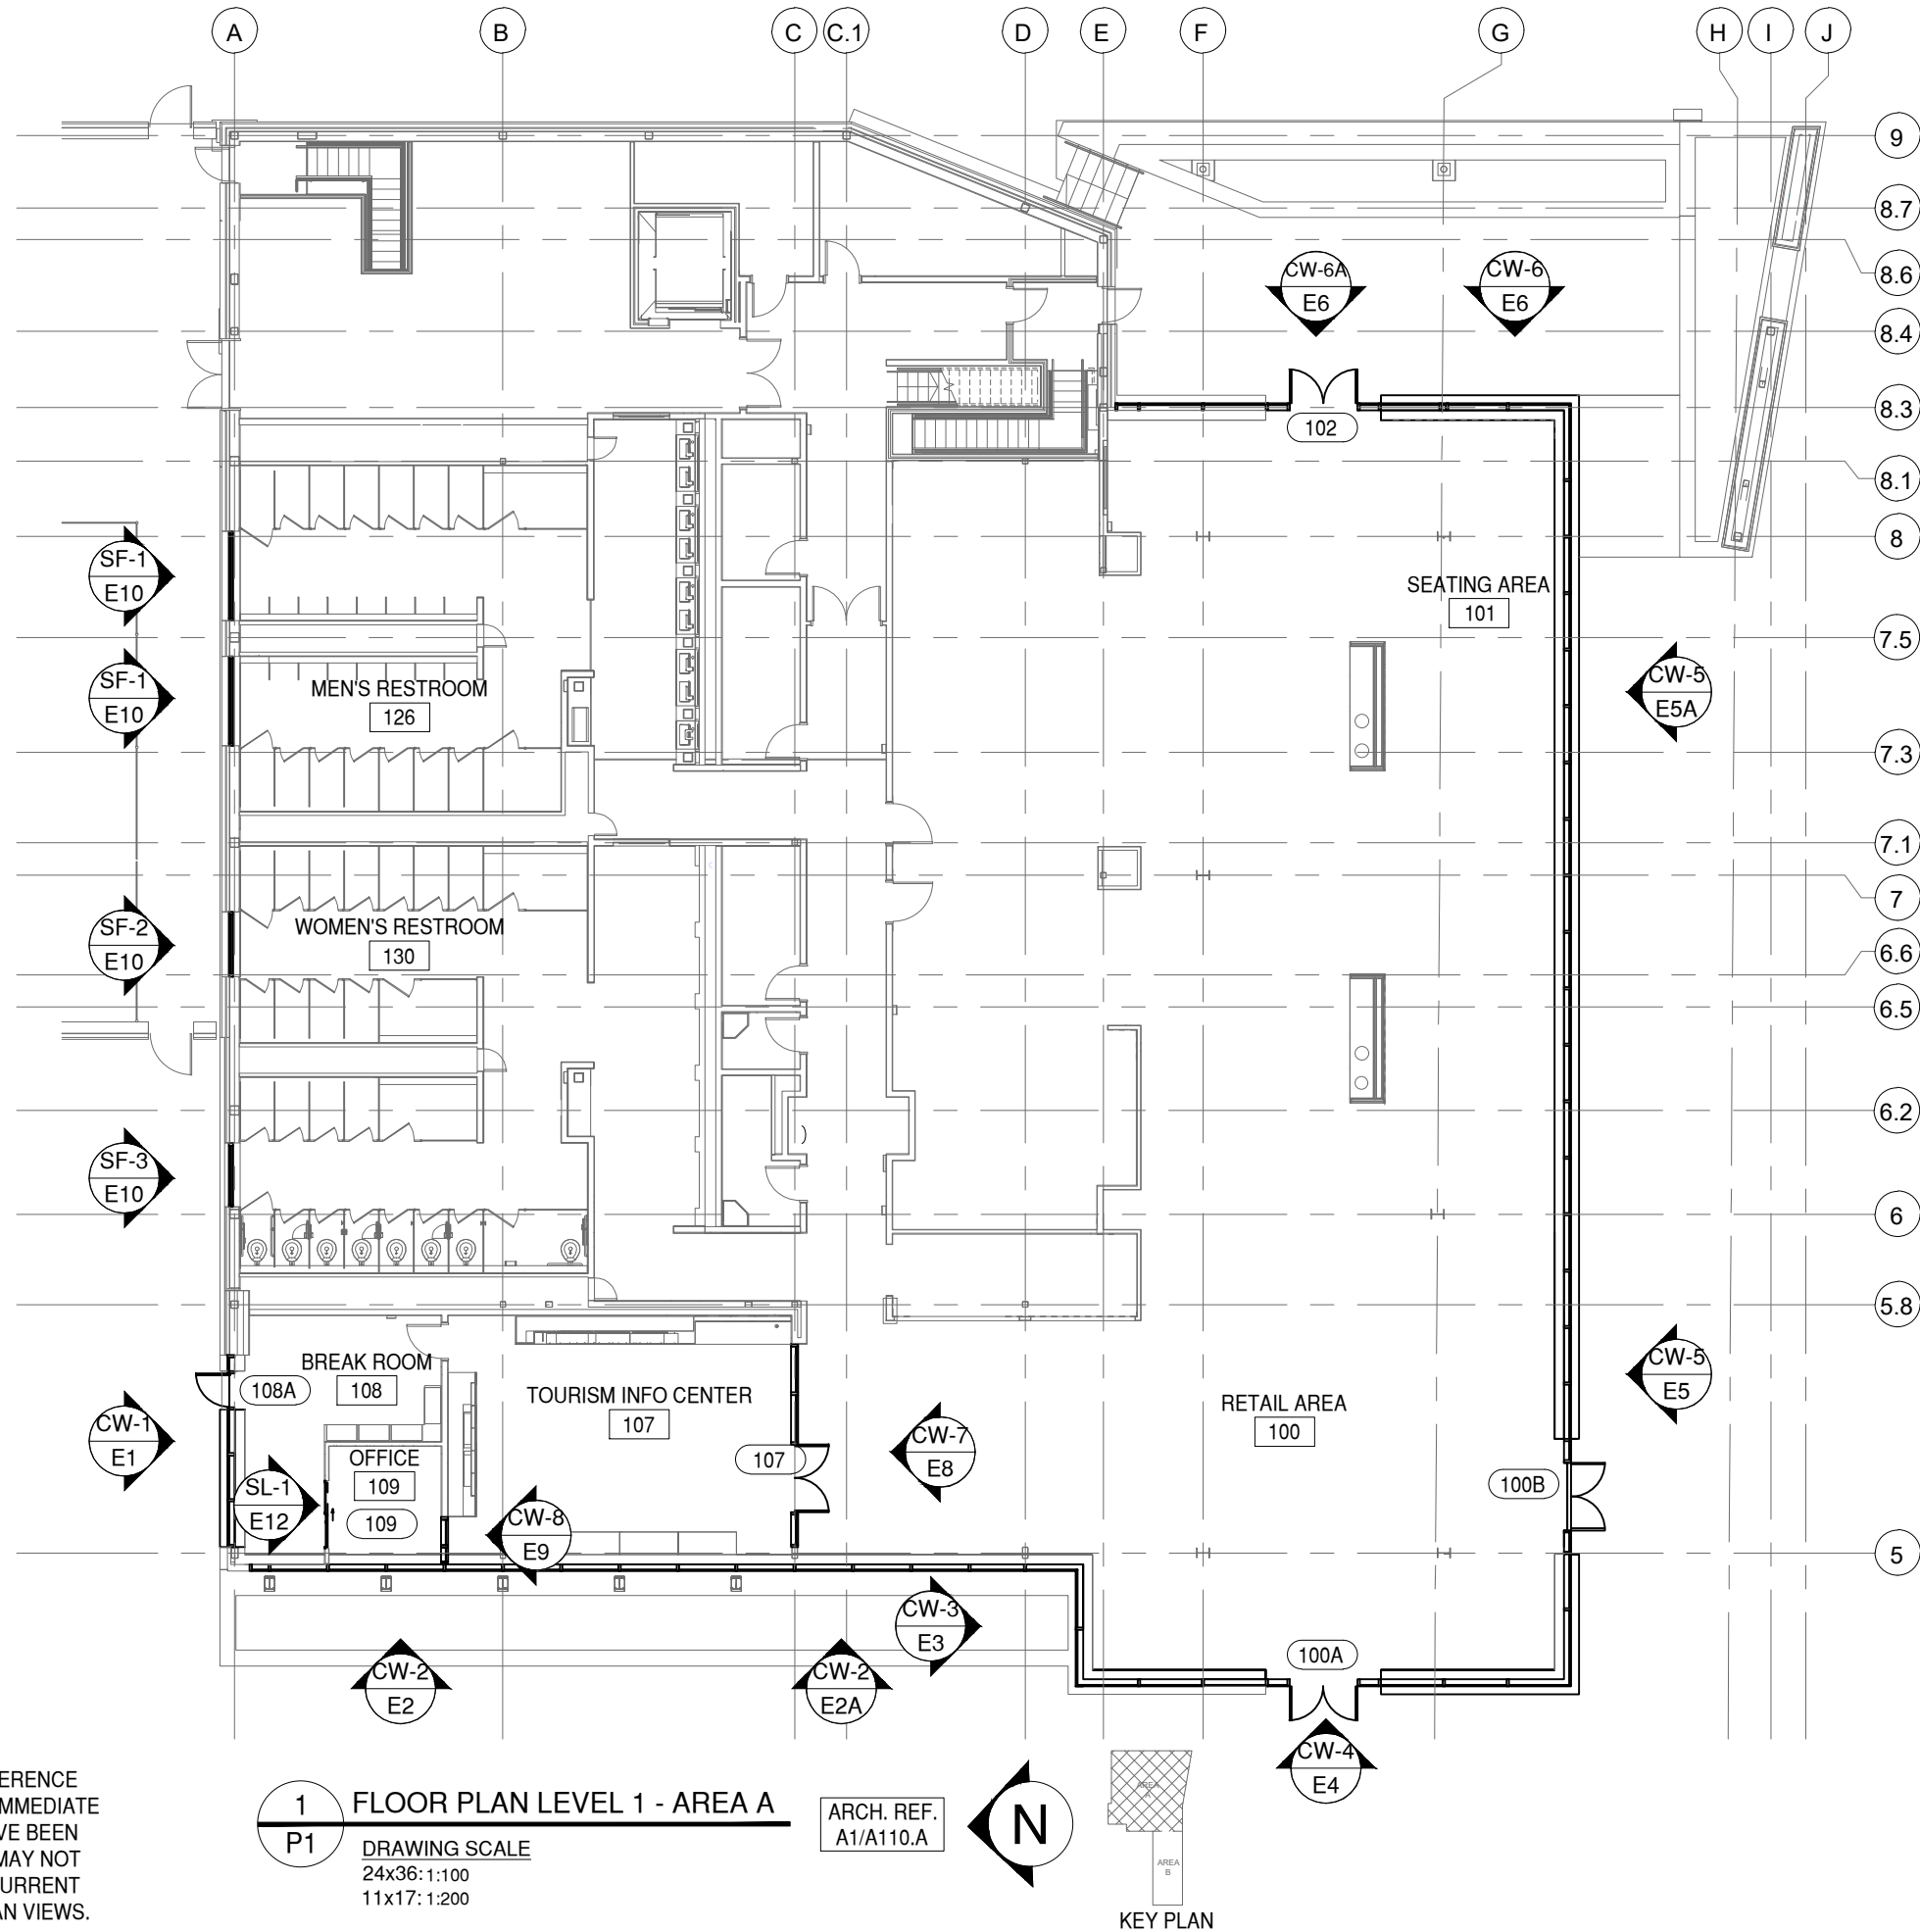 A B C C.1 D E F G H I J
9
8.7
8.6
8.4
8.3
8.1
8
7.5
7.3
7.1
7
6.6
6.5
6.2
6
5.8
5
CW-6A
E6
CW-6
E6
102
SF-1
E10
SEATING AREA
101
SF-1
E10
MEN'S RESTROOM
126
CW-5
E5A
SF-2
E10
WOMEN'S RESTROOM
130
SF-3
E10
BREAK ROOM
108A
108
TOURISM INFO CENTER
107
RETAIL AREA
100
CW-5
E5
CW-1
E1
OFFICE
109
109
SL-1
E12
107
CW-7
E8
100B
CW-8
E9
CW-3
E3
100A
CW-2
E2
CW-2
E2A
CW-4
E4
ERENCE
MMEDIATE
VE BEEN
MAY NOT
URRENT
AN VIEWS.
1
P1
FLOOR PLAN LEVEL 1 - AREA A
DRAWING SCALE
24x36: 1:100
11x17: 1:200
ARCH. REF.
A1/A110.A
N
AREA
A
AREA
B
KEY PLAN